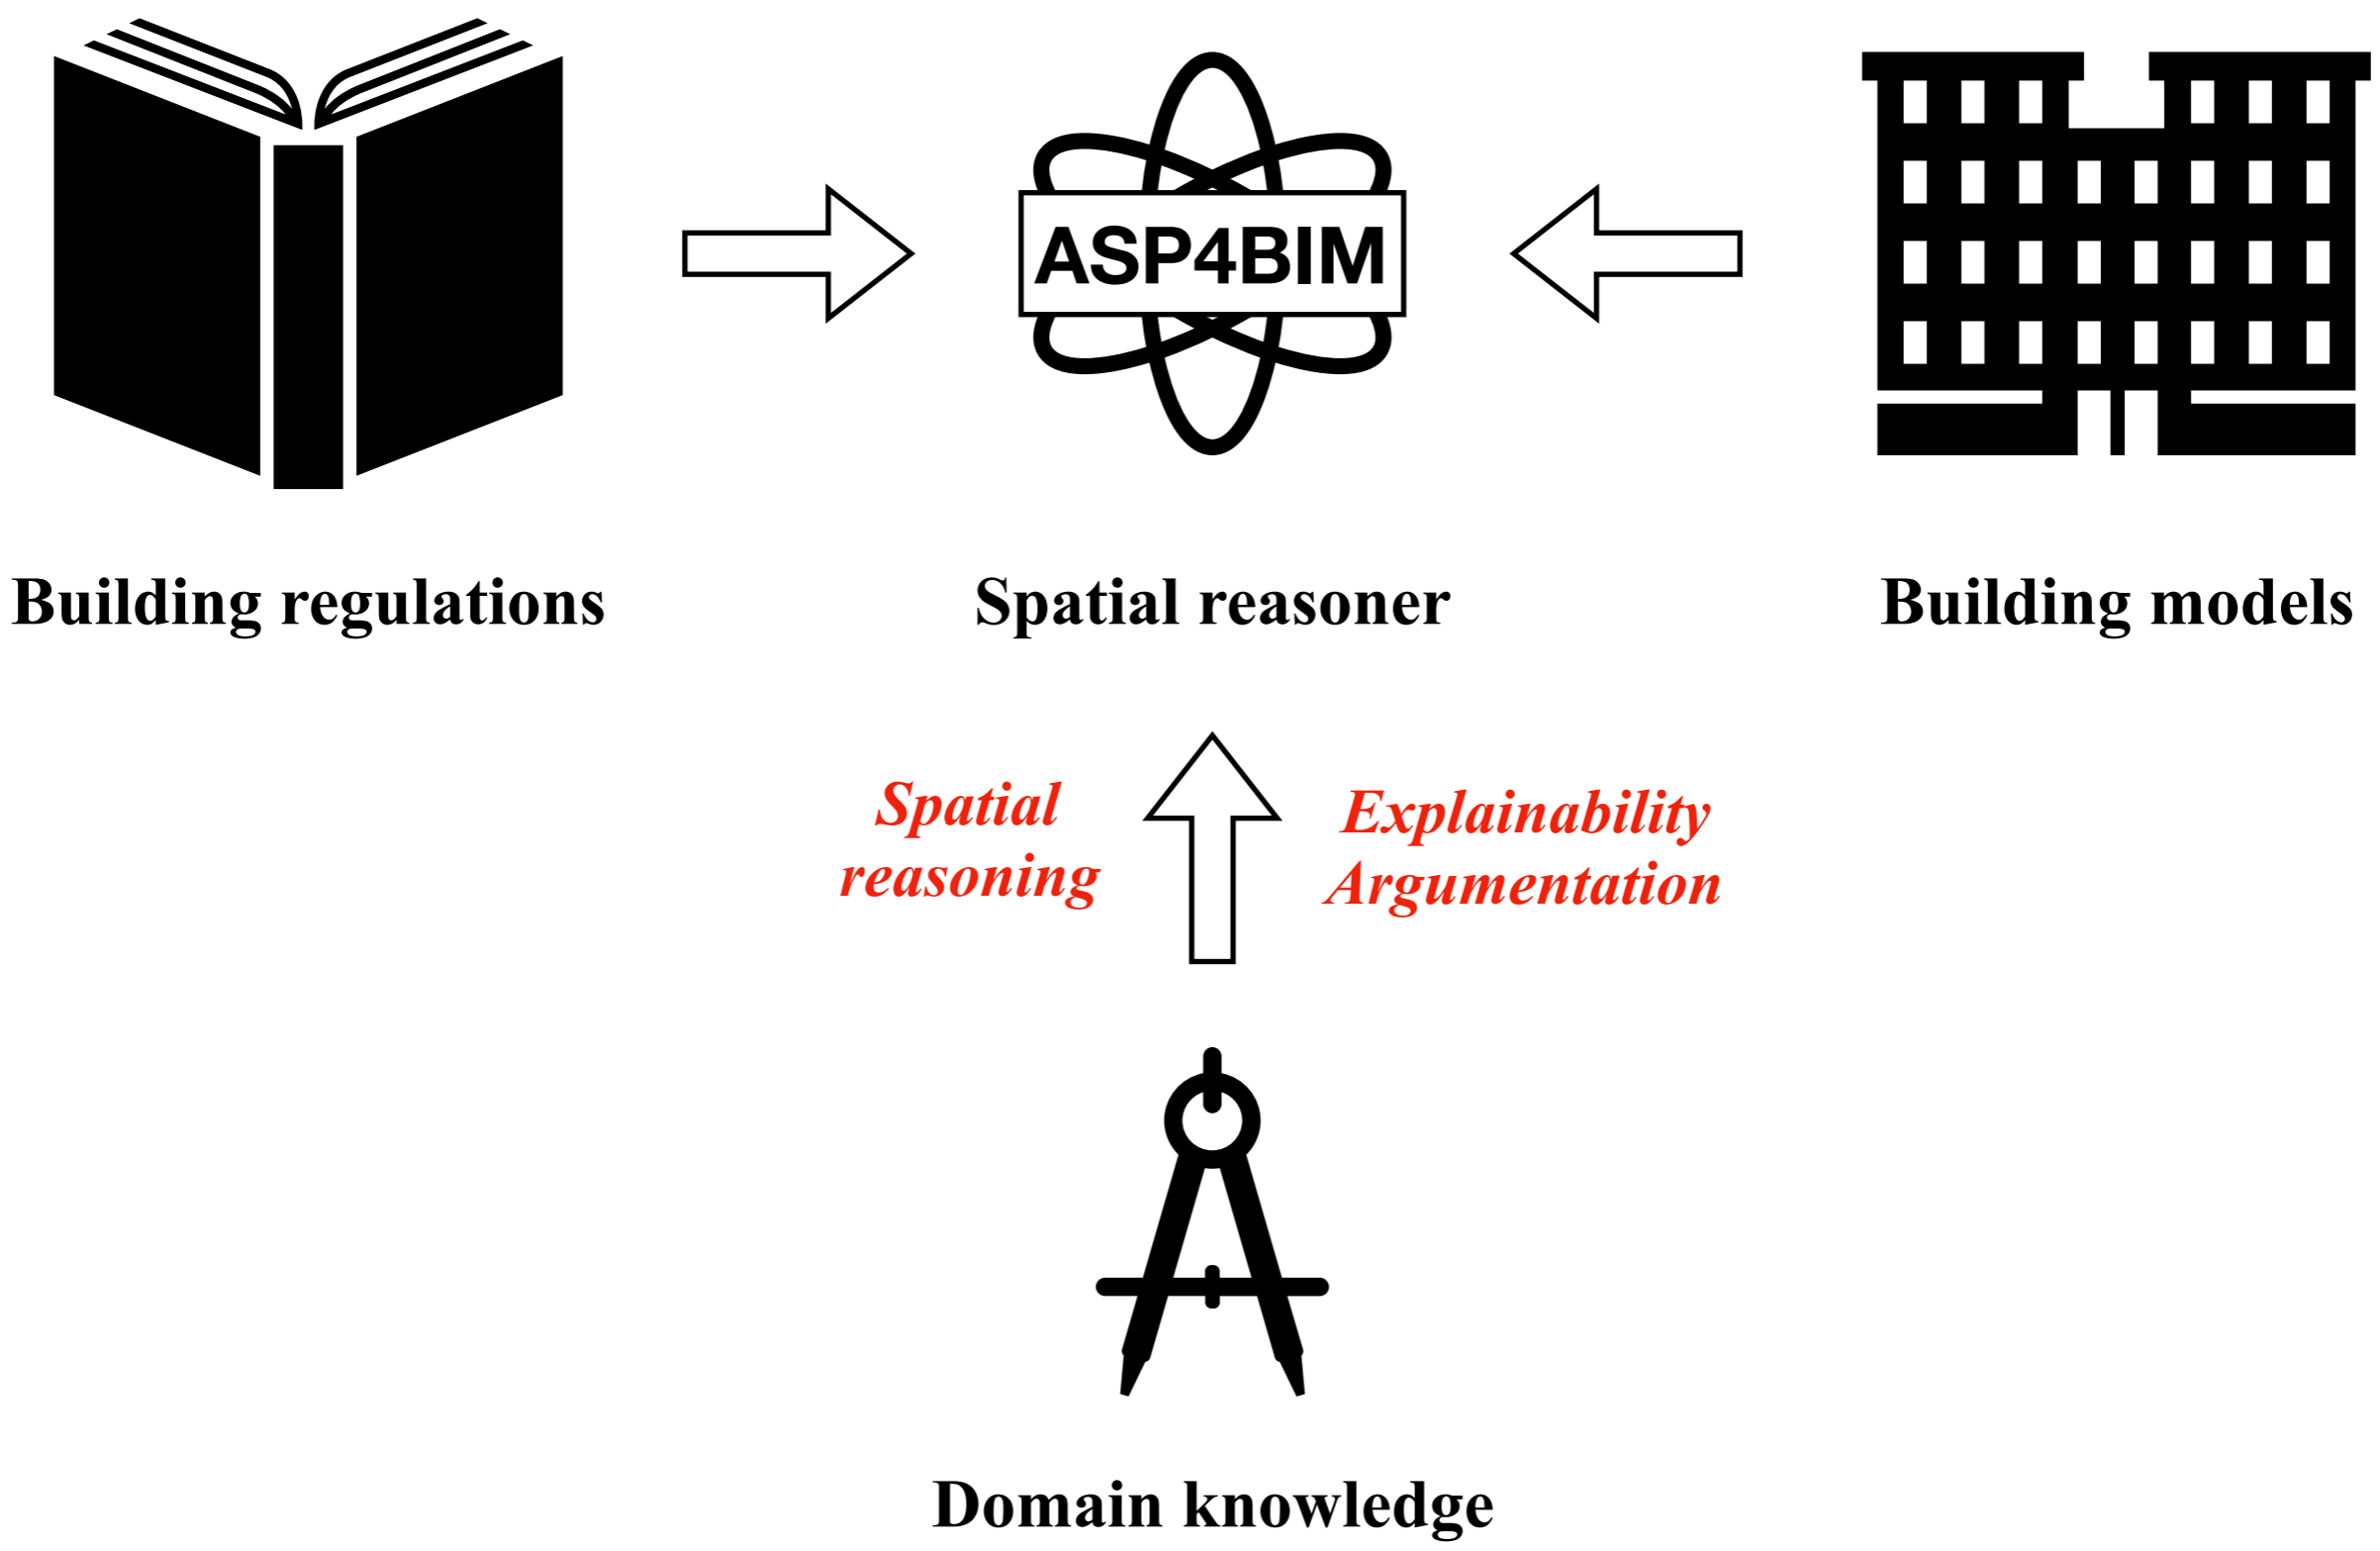 ASP4BIM
Building regulations
Spatial reasoner
Building models
Spatial
reasoning
Explainability
Argumentation
Domain knowledge